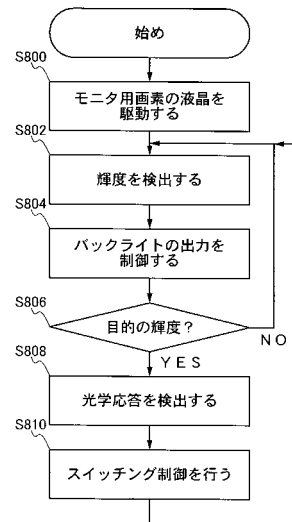 始め
S800
モニタ用画素の液晶を
駆動する
S802
輝度を検出する
S804
バックライトの出力を
制御する
S806
目的の輝度?
NO
YES
S808
光学応答を検出する
S810
スイッチング制御を行う